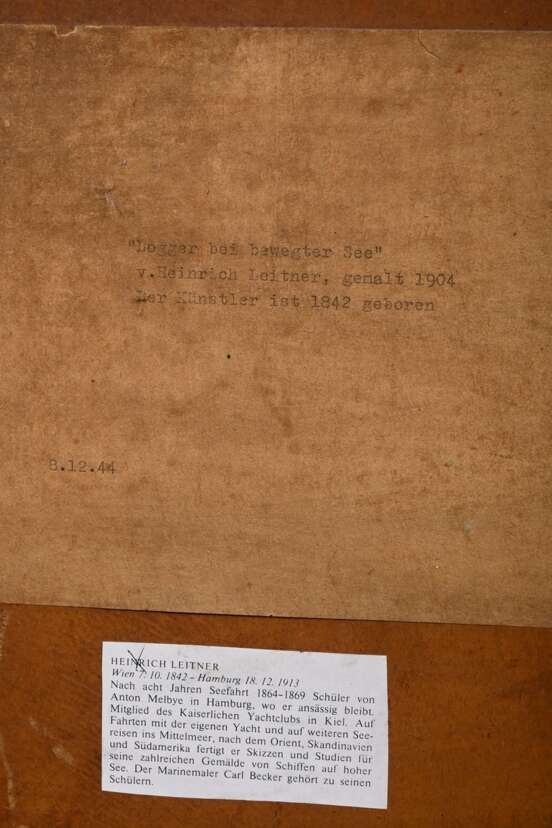 "Logger bei bewegter See"
v.Heinrich Leitner, gemalt 1904
Der Künstler ist 1842 geboren
8.12.44
HEINRICH LEITNER
Wien 7. 10. 1842 – Hamburg 18. 12. 1913
Nach acht Jahren Seefahrt 1864-1869 Schüler von
Anton Melbye in Hamburg, wo er ansässig bleibt.
Mitglied des Kaiserlichen Yachtclubs in Kiel. Auf
Fahrten mit der eigenen Yacht und auf weiteren See-
reisen ins Mittelmeer, nach dem Orient, Skandinavien
und Südamerika fertigt er Skizzen und Studien für
seine zahlreichen Gemälde von Schiffen auf hoher
See. Der Marinemaler Carl Becker gehört zu seinen
Schülern.